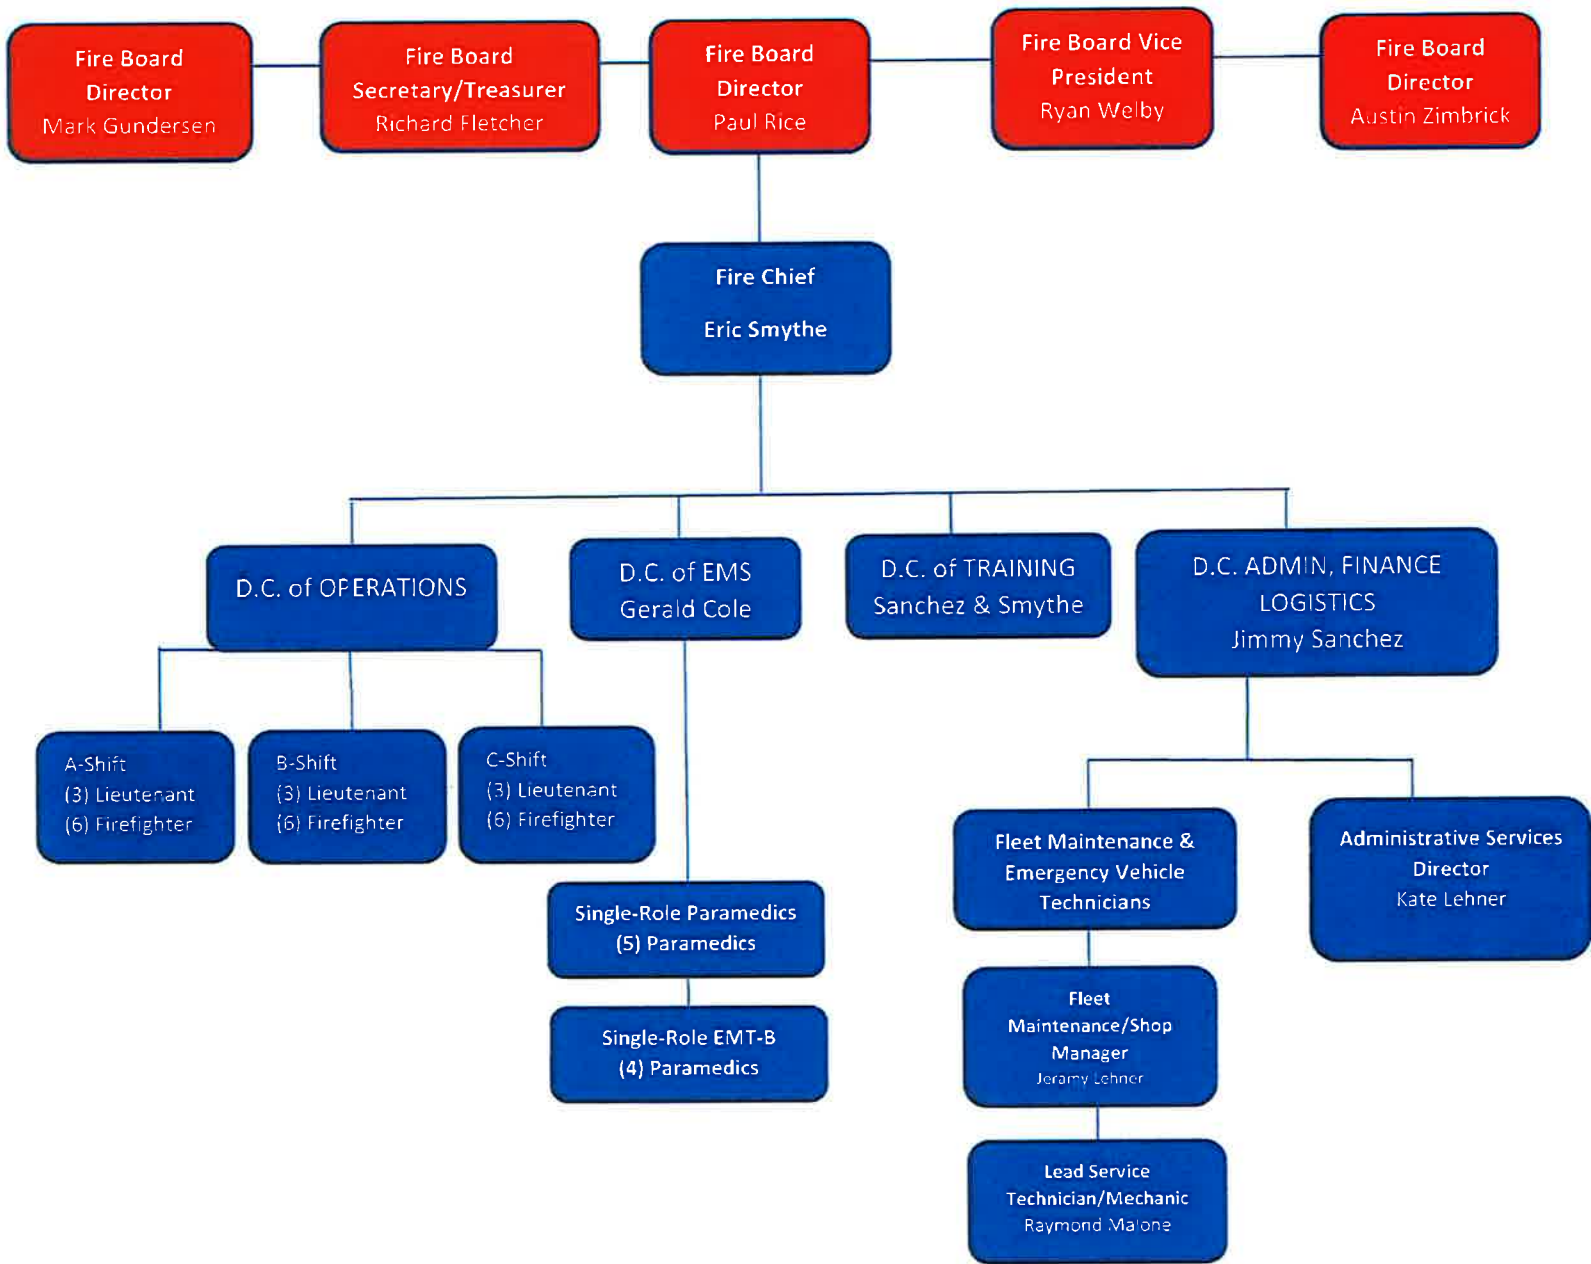 Fire Board
Director
Mark Gundersen
Fire Board
Secretary/Treasurer
Richard Fletcher
Fire Board
Director
Paul Rice
Fire Board Vice
President
Ryan Welby
Fire Board
Director
Austin Zimbrick
Fire Chief
Eric Smythe
D.C. of OPERATIONS
D.C. of EMS
Gerald Cole
D.C. of TRAINING
Sanchez & Smythe
D.C. ADMIN, FINANCE
LOGISTICS
Jimmy Sanchez
A-Shift
(3) Lieutenant
(6) Firefighter
B-Shift
(3) Lieutenant
(6) Firefighter
C-Shift
(3) Lieutenant
(6) Firefighter
Single-Role Paramedics
(5) Paramedics
Single-Role EMT-B
(4) Paramedics
Fleet Maintenance &
Emergency Vehicle
Technicians
Administrative Services
Director
Kate Lehner
Fleet
Maintenance/Shop
Manager
Jeramy Lehner
Lead Service
Technician/Mechanic
Raymond Malone